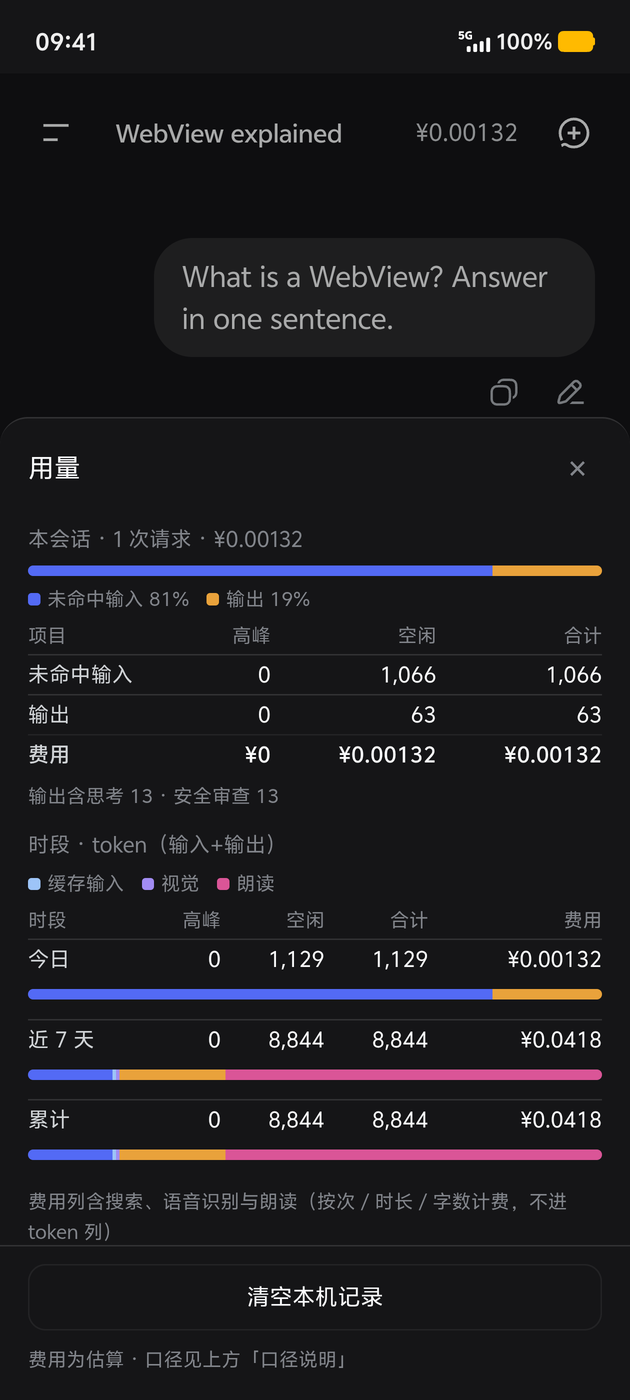 09:41 5G 100%
WebView explained ¥0.00132
What is a WebView? Answer
in one sentence.
用量
本会话 · 1 次请求 · ¥0.00132
未命中输入 81% 输出 19%
项目 高峰 空闲 合计
未命中输入 0 1,066 1,066
输出 0 63 63
费用 ¥0 ¥0.00132 ¥0.00132
输出含思考 13 · 安全审查 13
时段 · token（输入+输出）
缓存输入 视觉 朗读
时段 高峰 空闲 合计 费用
今日 0 1,129 1,129 ¥0.00132
近 7 天 0 8,844 8,844 ¥0.0418
累计 0 8,844 8,844 ¥0.0418
费用列含搜索、语音识别与朗读（按次 / 时长 / 字数计费，不进
token 列）
清空本机记录
费用为估算 · 口径见上方「口径说明」